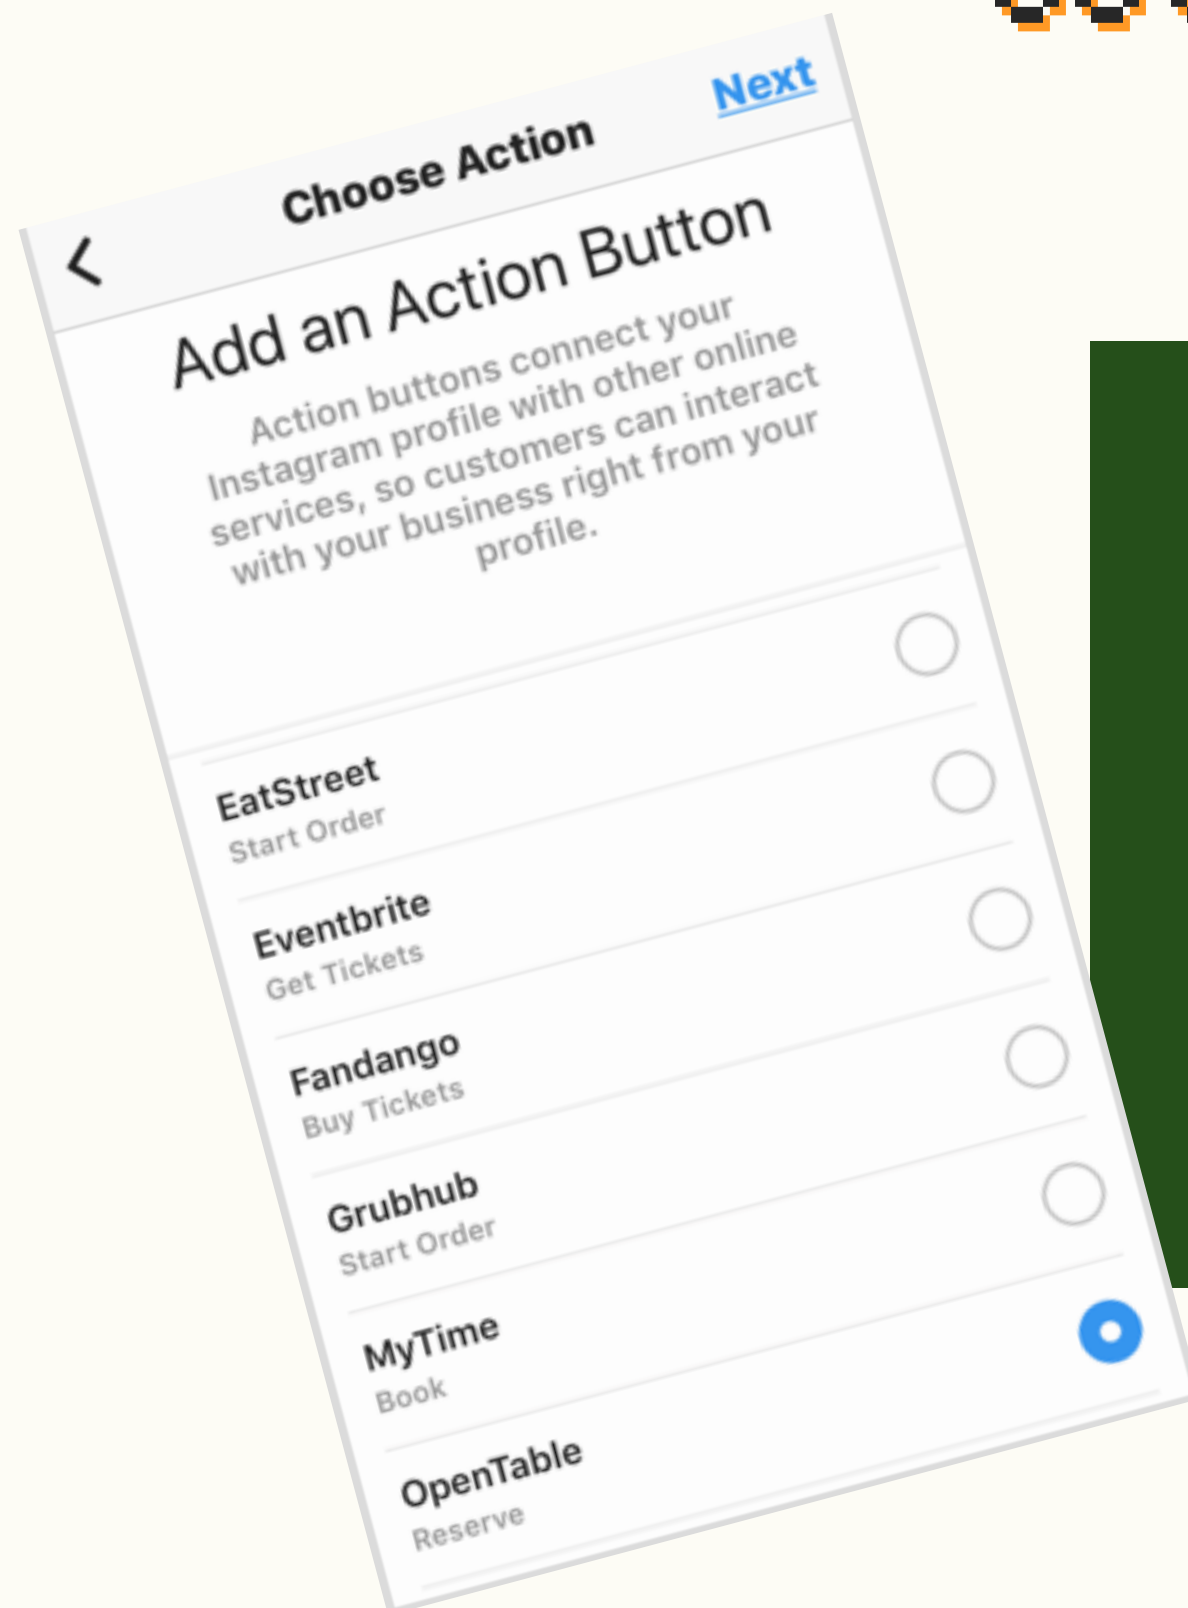 Next
Choose Action
Add an Action Button
Action buttons connect your
Instagram profile with other online
services, so customers can interact
with your business right from your
profile.
EatStreet
Start Order
Eventbrite
Get Tickets
Fandango
Buy Tickets
Grubhub
Start Order
MyTime
Book
OpenTable
Reserve